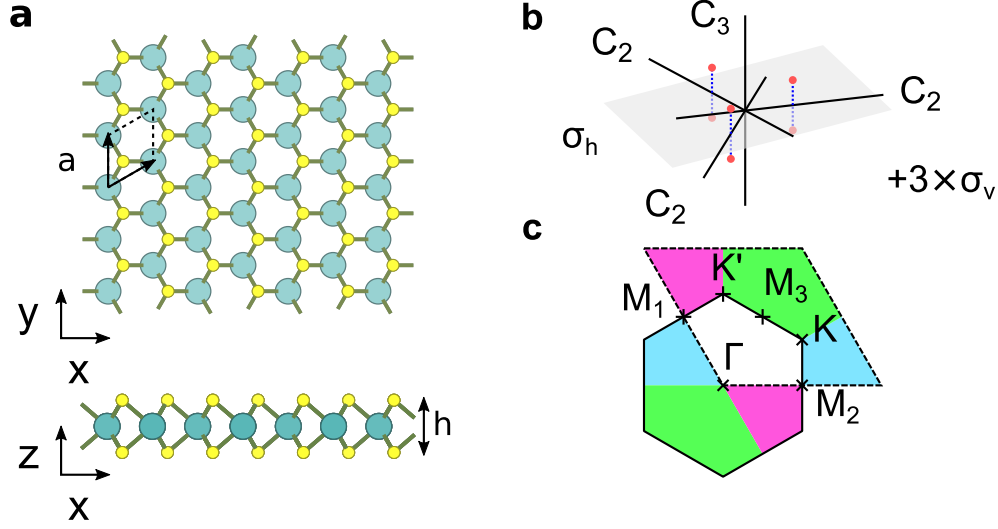 a
a
y
x
h
z
x
b
C₃
C₂
C₂
σₕ
+3×σᵥ
C₂
c
K'
M₃
M₁
K
Γ
M₂